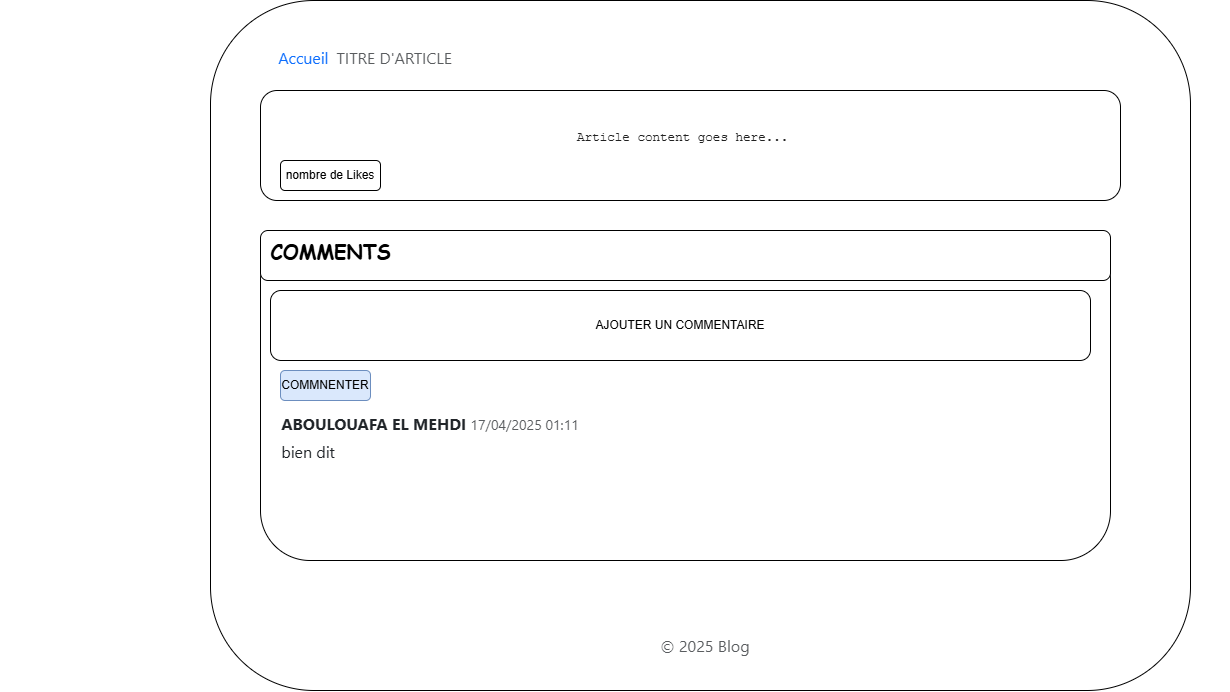 Accueil TITRE D'ARTICLE
Article content goes here...
nombre de Likes
COMMENTS
AJOUTER UN COMMENTAIRE
COMMNENTER
ABOULOUAFA EL MEHDI 17/04/2025 01:11
bien dit
© 2025 Blog